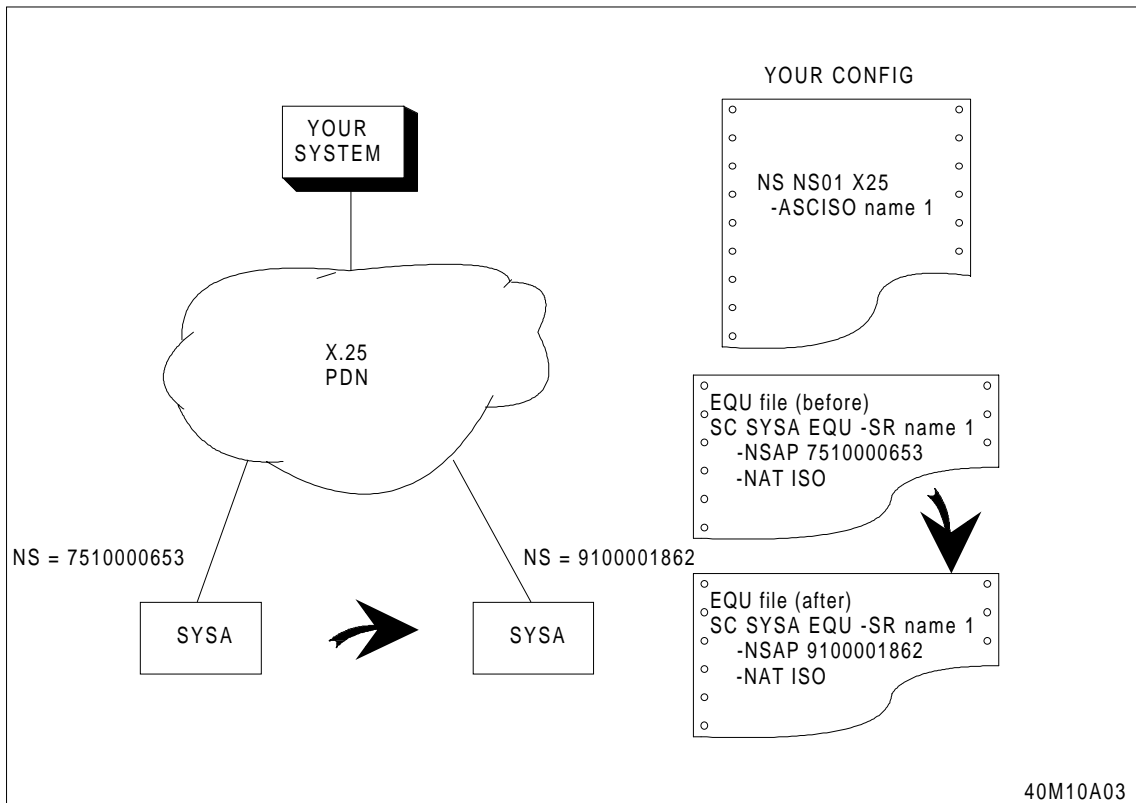 YOUR CONFIG
YOUR
SYSTEM
NS NS01 X25
-ASCISO name 1
X.25
PDN
EQU file (before)
SC SYSA EQU -SR name 1
-NSAP 7510000653
-NAT ISO
NS = 7510000653
NS = 9100001862
EQU file (after)
SC SYSA EQU -SR name 1
-NSAP 9100001862
-NAT ISO
SYSA
SYSA
40M10A03